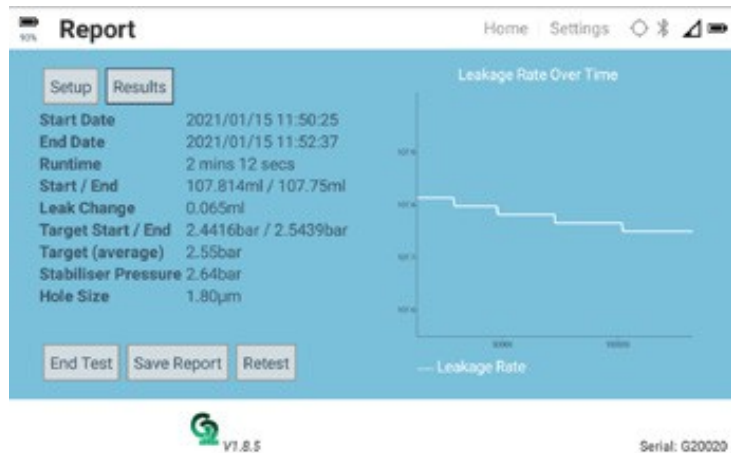 90%
Report
Home
Settings
Setup
Results
Leakage Rate Over Time
Start Date 2021/01/15 11:50:25
End Date 2021/01/15 11:52:37
Runtime 2 mins 12 secs
Start / End 107.814ml / 107.75ml
Leak Change 0.065ml
Target Start / End 2.4416bar / 2.5439bar
Target (average) 2.55bar
Stabiliser Pressure 2.64bar
Hole Size 1.80μm
End Test
Save Report
Retest
Leakage Rate
V1.8.5
Serial: G20020